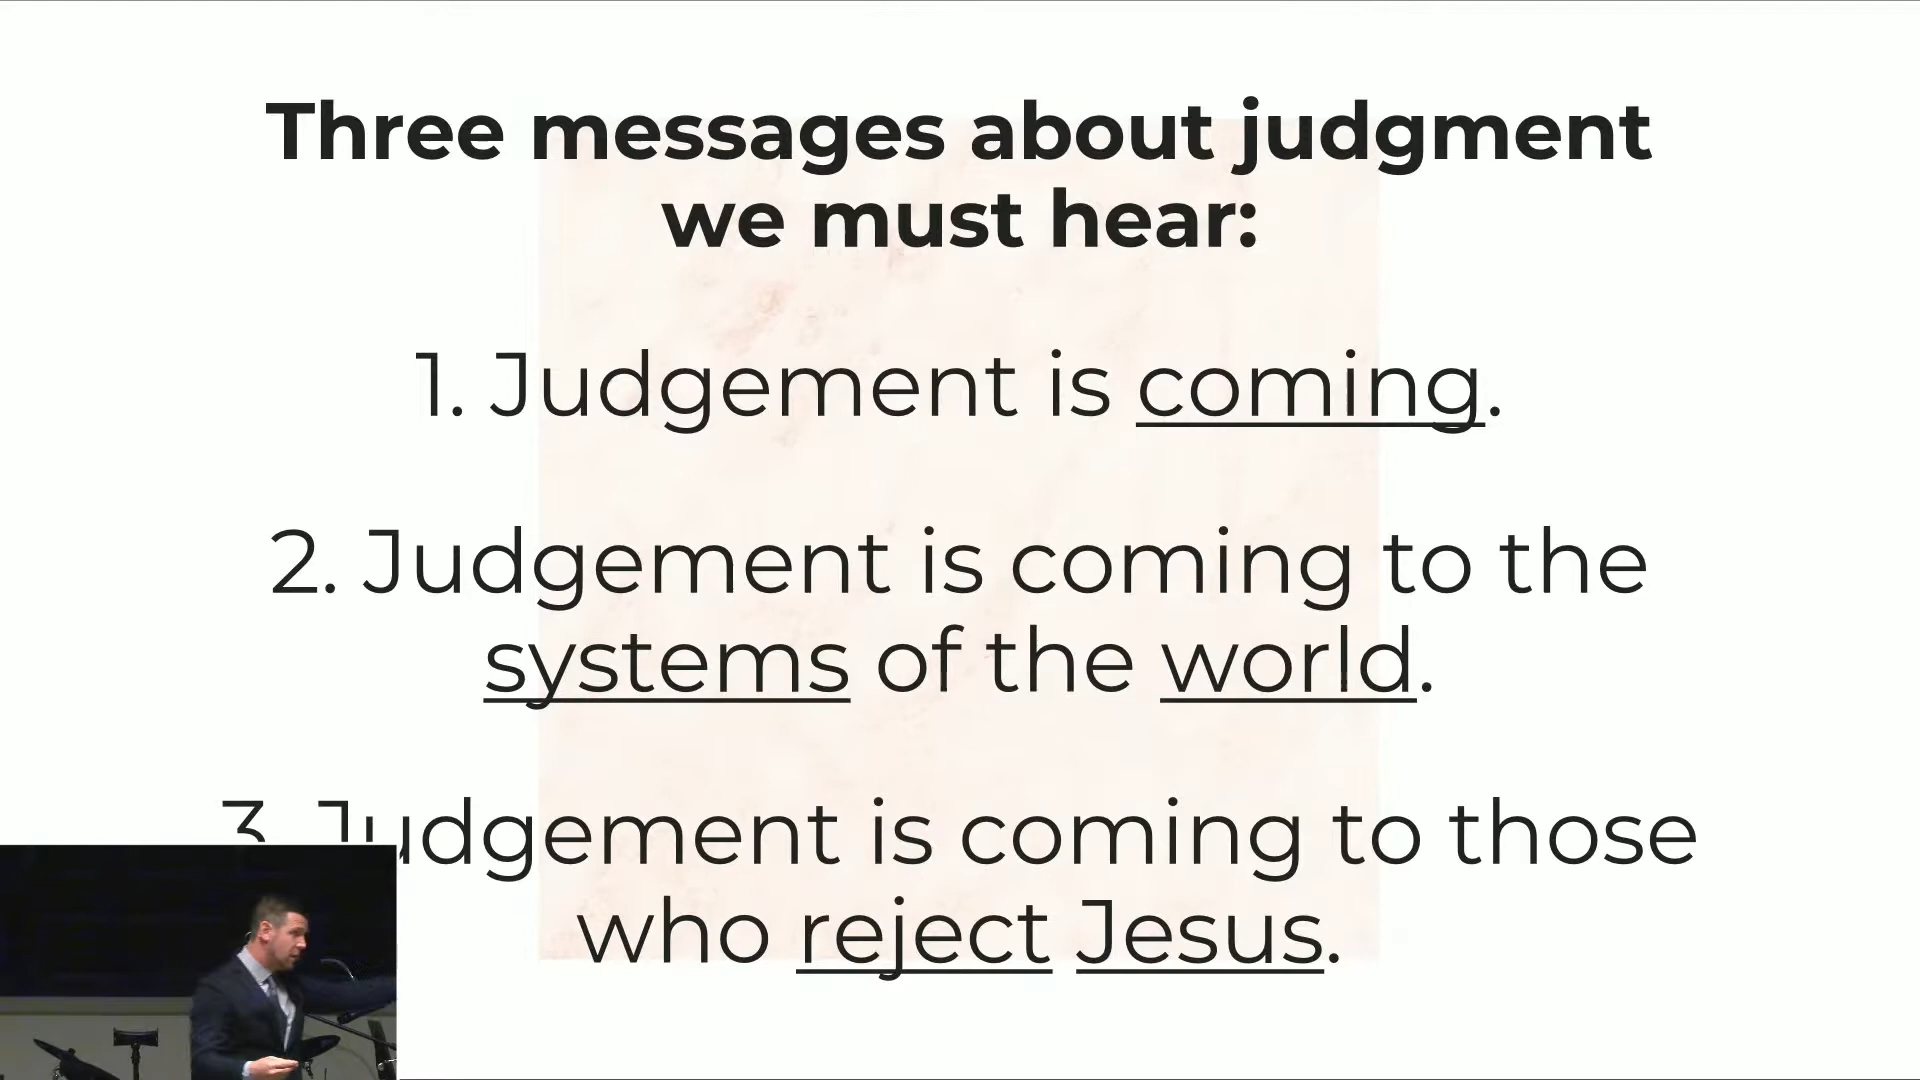 Three messages about judgment
we must hear:
1. Judgement is coming.
2. Judgement is coming to the
systems of the world.
3. Judgement is coming to those
who reject Jesus.